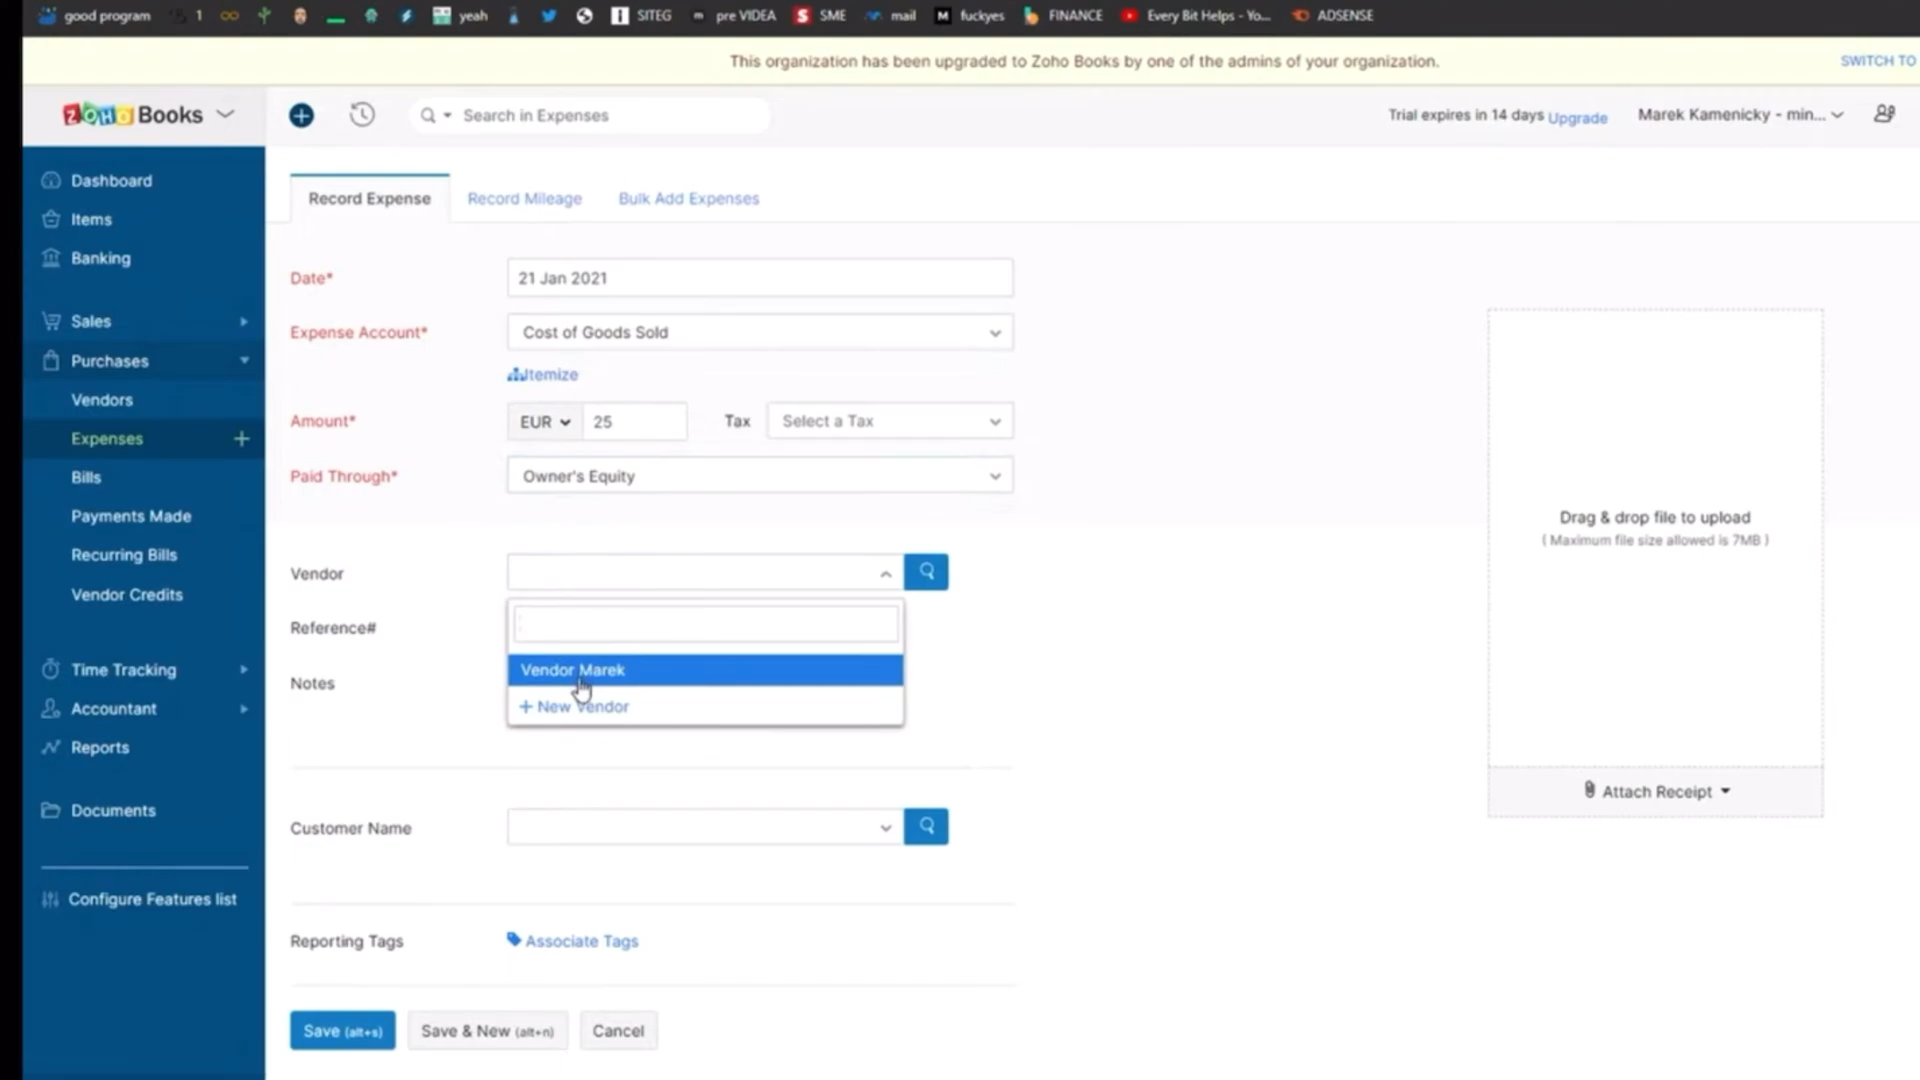 good program 1 yeah SITEG m pre VIDEA S SME mail M fuckyes FINANCE Every Bit Helps - Yo... ADSENSE
This organization has been upgraded to Zoho Books by one of the admins of your organization. SWITCH TO
ZOHO Books Search in Expenses Trial expires in 14 days Upgrade Marek Kamenicky - min...
Dashboard
Items
Banking
Sales
Purchases
Vendors
Expenses +
Bills
Payments Made
Recurring Bills
Vendor Credits
Time Tracking
Accountant
Reports
Documents
Configure Features list
Record Expense Record Mileage Bulk Add Expenses
Date* 21 Jan 2021
Expense Account* Cost of Goods Sold
Itemize
Amount* EUR 25 Tax Select a Tax
Paid Through* Owner's Equity
Vendor
Reference#
Vendor Marek
Notes
+ New Vendor
Customer Name
Reporting Tags Associate Tags
Save (alt+s) Save & New (alt+n) Cancel
Drag & drop file to upload
( Maximum file size allowed is 7MB )
Attach Receipt